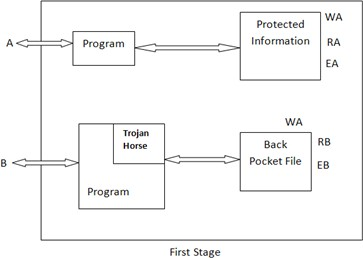 WA
Protected
Information
A
Program
RA
EA
WA
Trojan
Horse
Back
Pocket File
RB
B
EB
Program
First Stage